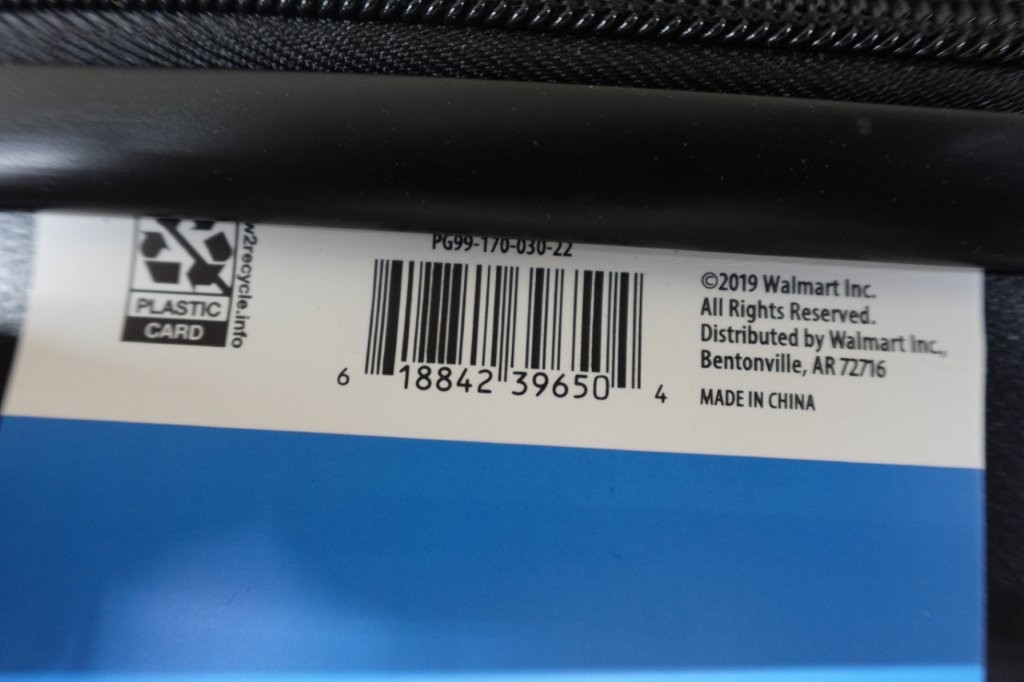 w2recycle.info
PLASTIC
CARD
PG99-170-030-22
6 18842 39650 4
©2019 Walmart Inc.
All Rights Reserved.
Distributed by Walmart Inc.,
Bentonville, AR 72716
MADE IN CHINA